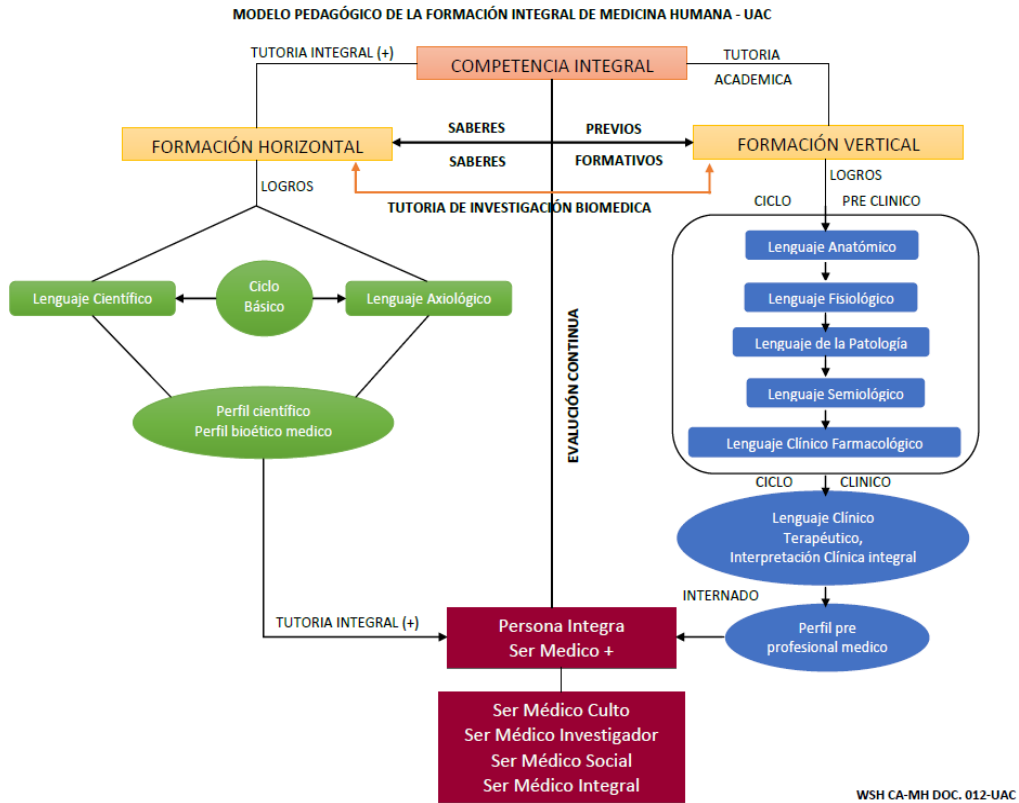 MODELO PEDAGÓGICO DE LA FORMACIÓN INTEGRAL DE MEDICINA HUMANA - UAC
TUTORIA INTEGRAL (+)
COMPETENCIA INTEGRAL
TUTORIA
ACADEMICA
FORMACIÓN HORIZONTAL
SABERES PREVIOS
SABERES FORMATIVOS
FORMACIÓN VERTICAL
LOGROS
LOGROS
TUTORIA DE INVESTIGACIÓN BIOMEDICA
CICLO PRE CLINICO
Lenguaje Anatómico
Lenguaje Científico
Ciclo
Básico
Lenguaje Axiológico
Lenguaje Fisiológico
Lenguaje de la Patología
EVALUCIÓN CONTINUA
Lenguaje Semiológico
Perfil científico
Perfil bioético medico
Lenguaje Clínico Farmacológico
CICLO CLINICO
Lenguaje Clínico
Terapéutico,
Interpretación Clínica integral
INTERNADO
TUTORIA INTEGRAL (+)
Persona Integra
Ser Medico +
Perfil pre
profesional medico
Ser Médico Culto
Ser Médico Investigador
Ser Médico Social
Ser Médico Integral
WSH CA-MH DOC. 012-UAC